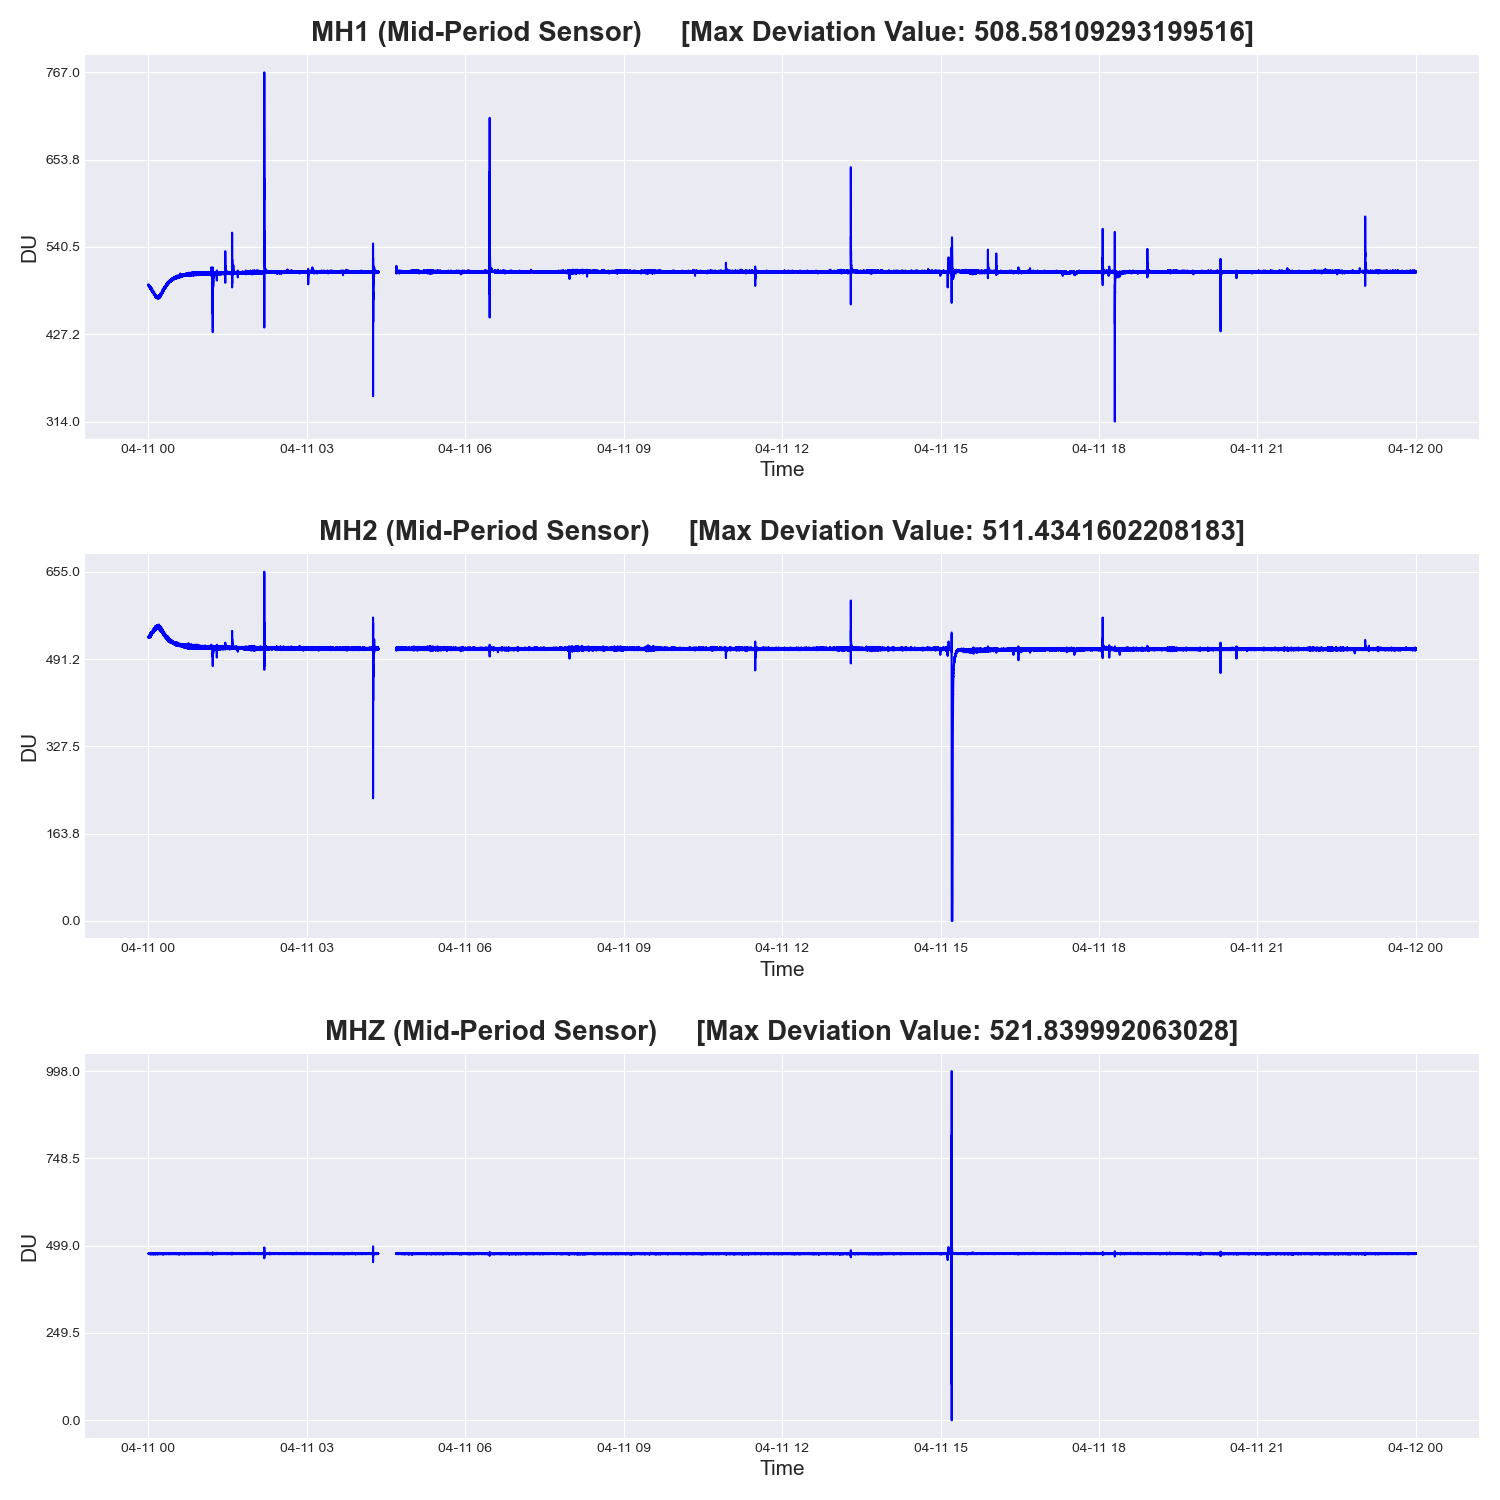 MH1 (Mid-Period Sensor) [Max Deviation Value: 508.58109293199516]
767.0
653.8
540.5
427.2
314.0
DU
04-11 00 04-11 03 04-11 06 04-11 09 04-11 12 04-11 15 04-11 18 04-11 21 04-12 00
Time
MH2 (Mid-Period Sensor) [Max Deviation Value: 511.4341602208183]
655.0
491.2
327.5
163.8
0.0
DU
04-11 00 04-11 03 04-11 06 04-11 09 04-11 12 04-11 15 04-11 18 04-11 21 04-12 00
Time
MHZ (Mid-Period Sensor) [Max Deviation Value: 521.839992063028]
998.0
748.5
499.0
249.5
0.0
DU
04-11 00 04-11 03 04-11 06 04-11 09 04-11 12 04-11 15 04-11 18 04-11 21 04-12 00
Time